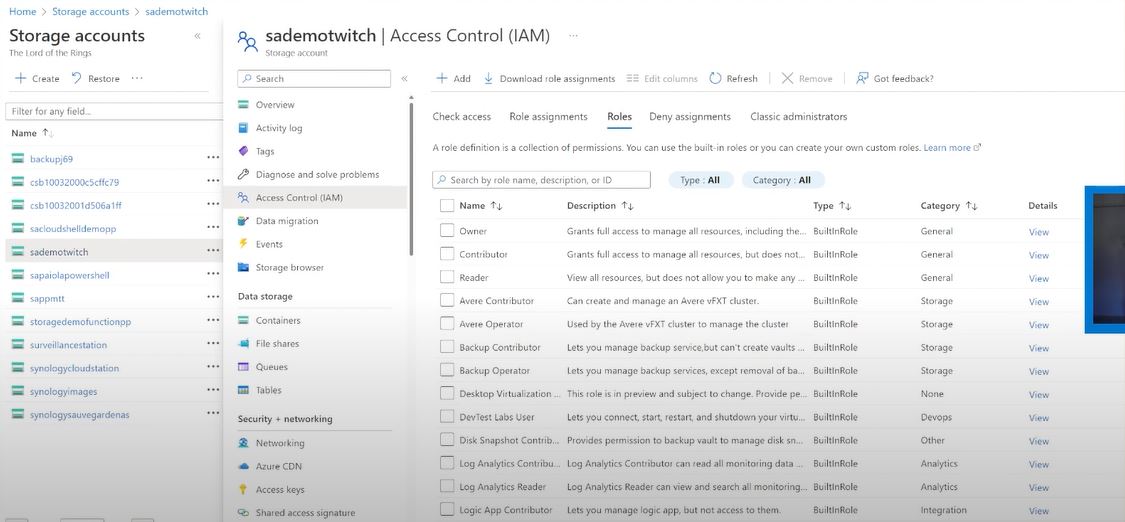 Home > Storage accounts > sademotwitch
Storage accounts
The Lord of the Rings
Create Restore ...
Filter for any field...
Name
backupj69
csb10032000c5cffc79
csb10032001d506a1ff
sacloudshelldemopp
sademotwitch
sapaiolapowershell
sappmtt
storagedemofunctionpp
surveillancestation
synologycloudstation
synologyimages
synologysauvegardenas
sademotwitch | Access Control (IAM) ...
Storage account
Search
Overview
Activity log
Tags
Diagnose and solve problems
Access Control (IAM)
Data migration
Events
Storage browser
Data storage
Containers
File shares
Queues
Tables
Security + networking
Networking
Azure CDN
Access keys
Shared access signature
Add Download role assignments Edit columns Refresh Remove Got feedback?
Check access Role assignments Roles Deny assignments Classic administrators
A role definition is a collection of permissions. You can use the built-in roles or you can create your own custom roles. Learn more
Search by role name, description, or ID Type : All Category : All
Name Description Type Category Details
Owner Grants full access to manage all resources, including the... BuiltInRole General View
Contributor Grants full access to manage all resources, but does not... BuiltInRole General View
Reader View all resources, but does not allow you to make any ... BuiltInRole General View
Avere Contributor Can create and manage an Avere vFXT cluster. BuiltInRole Storage View
Avere Operator Used by the Avere vFXT cluster to manage the cluster BuiltInRole Storage View
Backup Contributor Lets you manage backup service,but can't create vaults ... BuiltInRole Storage View
Backup Operator Lets you manage backup services, except removal of ba... BuiltInRole Storage View
Desktop Virtualization ... This role is in preview and subject to change. Provide pe... BuiltInRole None View
DevTest Labs User Lets you connect, start, restart, and shutdown your virtu... BuiltInRole Devops View
Disk Snapshot Contrib... Provides permission to backup vault to manage disk sn... BuiltInRole Other View
Log Analytics Contribu... Log Analytics Contributor can read all monitoring data ... BuiltInRole Analytics View
Log Analytics Reader Log Analytics Reader can view and search all monitoring... BuiltInRole Analytics View
Logic App Contributor Lets you manage logic app, but not access to them. BuiltInRole Integration View